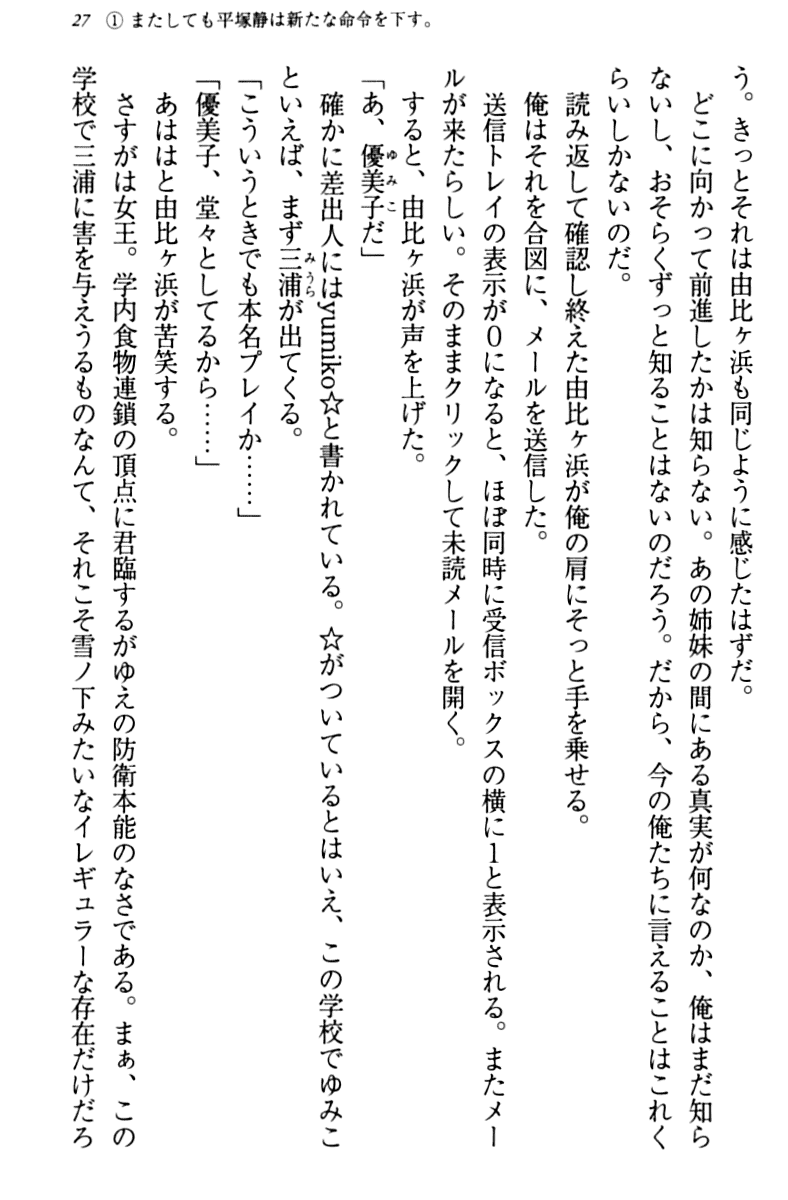 27 ① またしても平塚静は新たな命令を下す。
う。きっとそれは由比ヶ浜も同じように感じたはずだ。
どこに向かって前進したかは知らない。あの姉妹の間にある真実が何なのか、俺はまだ知ら
ないし、おそらくずっと知ることはないのだろう。だから、今の俺たちに言えることはこれく
らいしかないのだ。
読み返して確認し終えた由比ヶ浜が俺の肩にそっと手を乗せる。
俺はそれを合図に、メールを送信した。
送信トレイの表示が0になると、ほぼ同時に受信ボックスの横に1と表示される。またメー
ルが来たらしい。そのままクリックして未読メールを開く。
すると、由比ヶ浜が声を上げた。
「あ、優美子だ」
確かに差出人にはyumiko☆と書かれている。☆がついているとはいえ、この学校でゆみこ
といえば、まず三浦が出てくる。
「こういうときでも本名プレイか……」
「優美子、堂々としてるから……」
あははと由比ヶ浜が苦笑する。
さすがは女王。学内食物連鎖の頂点に君臨するがゆえの防衛本能のなさである。まぁ、この
学校で三浦に害を与えうるものなんて、それこそ雪ノ下みたいなイレギュラーな存在だけだろ